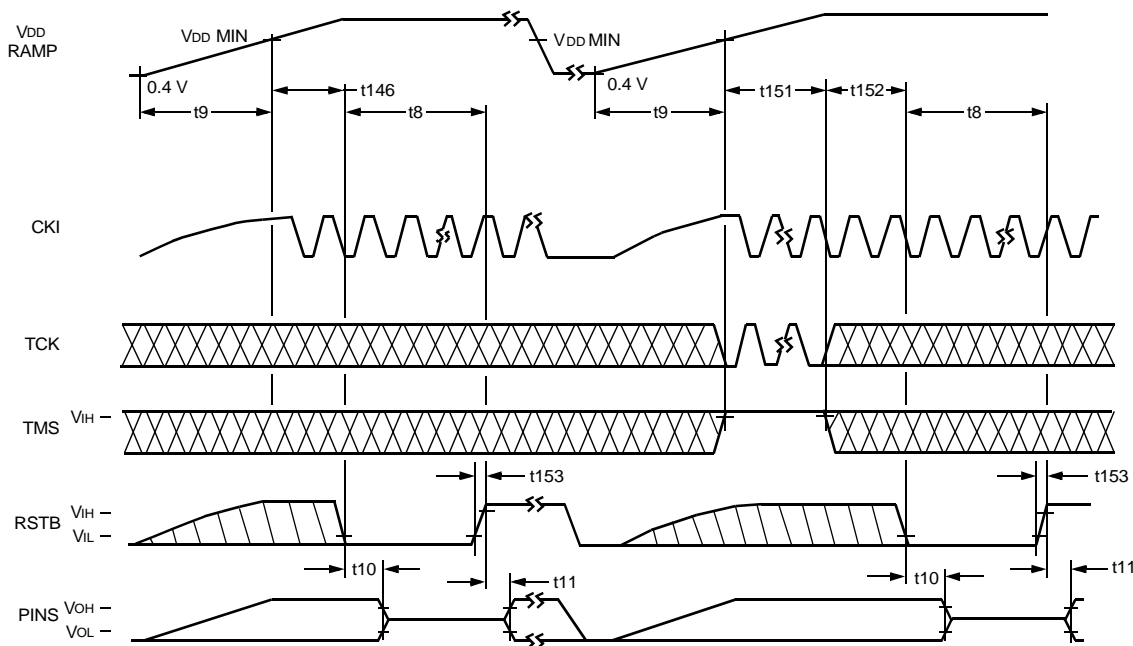 VDD
RAMP
VDD MIN
VDD MIN
0.4 V
0.4 V
t146
t151
t152
t9
t8
t9
t8
CKI
TCK
VIH
TMS
t153
t153
RSTB
VIH
VIL
t10
t11
t10
t11
PINS
VOH
VOL